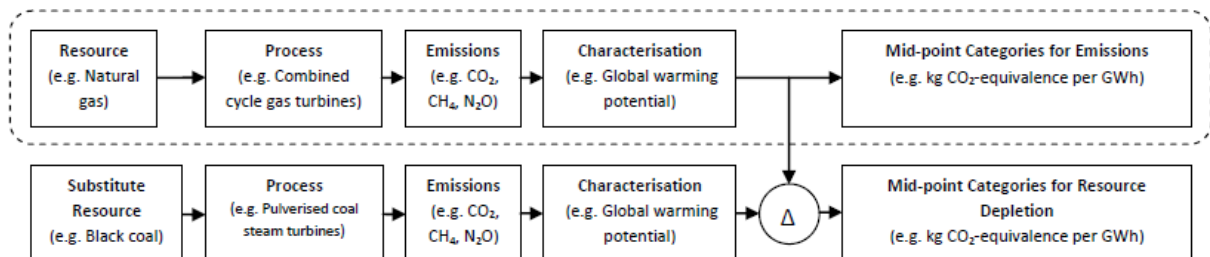 Resource
(e.g. Natural
gas)
Process
(e.g. Combined
cycle gas turbines)
Emissions
(e.g. CO₂,
CH₄, N₂O)
Characterisation
(e.g. Global warming
potential)
Mid-point Categories for Emissions
(e.g. kg CO₂-equivalence per GWh)
Substitute
Resource
(e.g. Black coal)
Process
(e.g. Pulverised coal
steam turbines)
Emissions
(e.g. CO₂,
CH₄, N₂O)
Characterisation
(e.g. Global warming
potential)
Δ
Mid-point Categories for Resource
Depletion
(e.g. kg CO₂-equivalence per GWh)